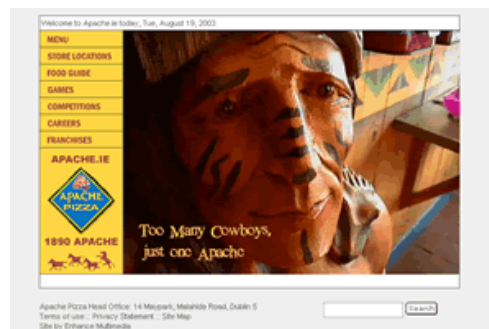 Welcome to Apache.ie today, Tue, August 19, 2003
MENU
STORE LOCATIONS
FOOD GUIDE
GAMES
COMPETITIONS
CAREERS
FRANCHISES
APACHE.IE
APACHE
PIZZA
1890 APACHE
Too Many Cowboys,
just one Apache
Apache Pizza Head Office: 14 Maypark, Malahide Road, Dublin 5
Terms of use :: Privacy Statement :: Site Map
Site by Enhance Multimedia
Search